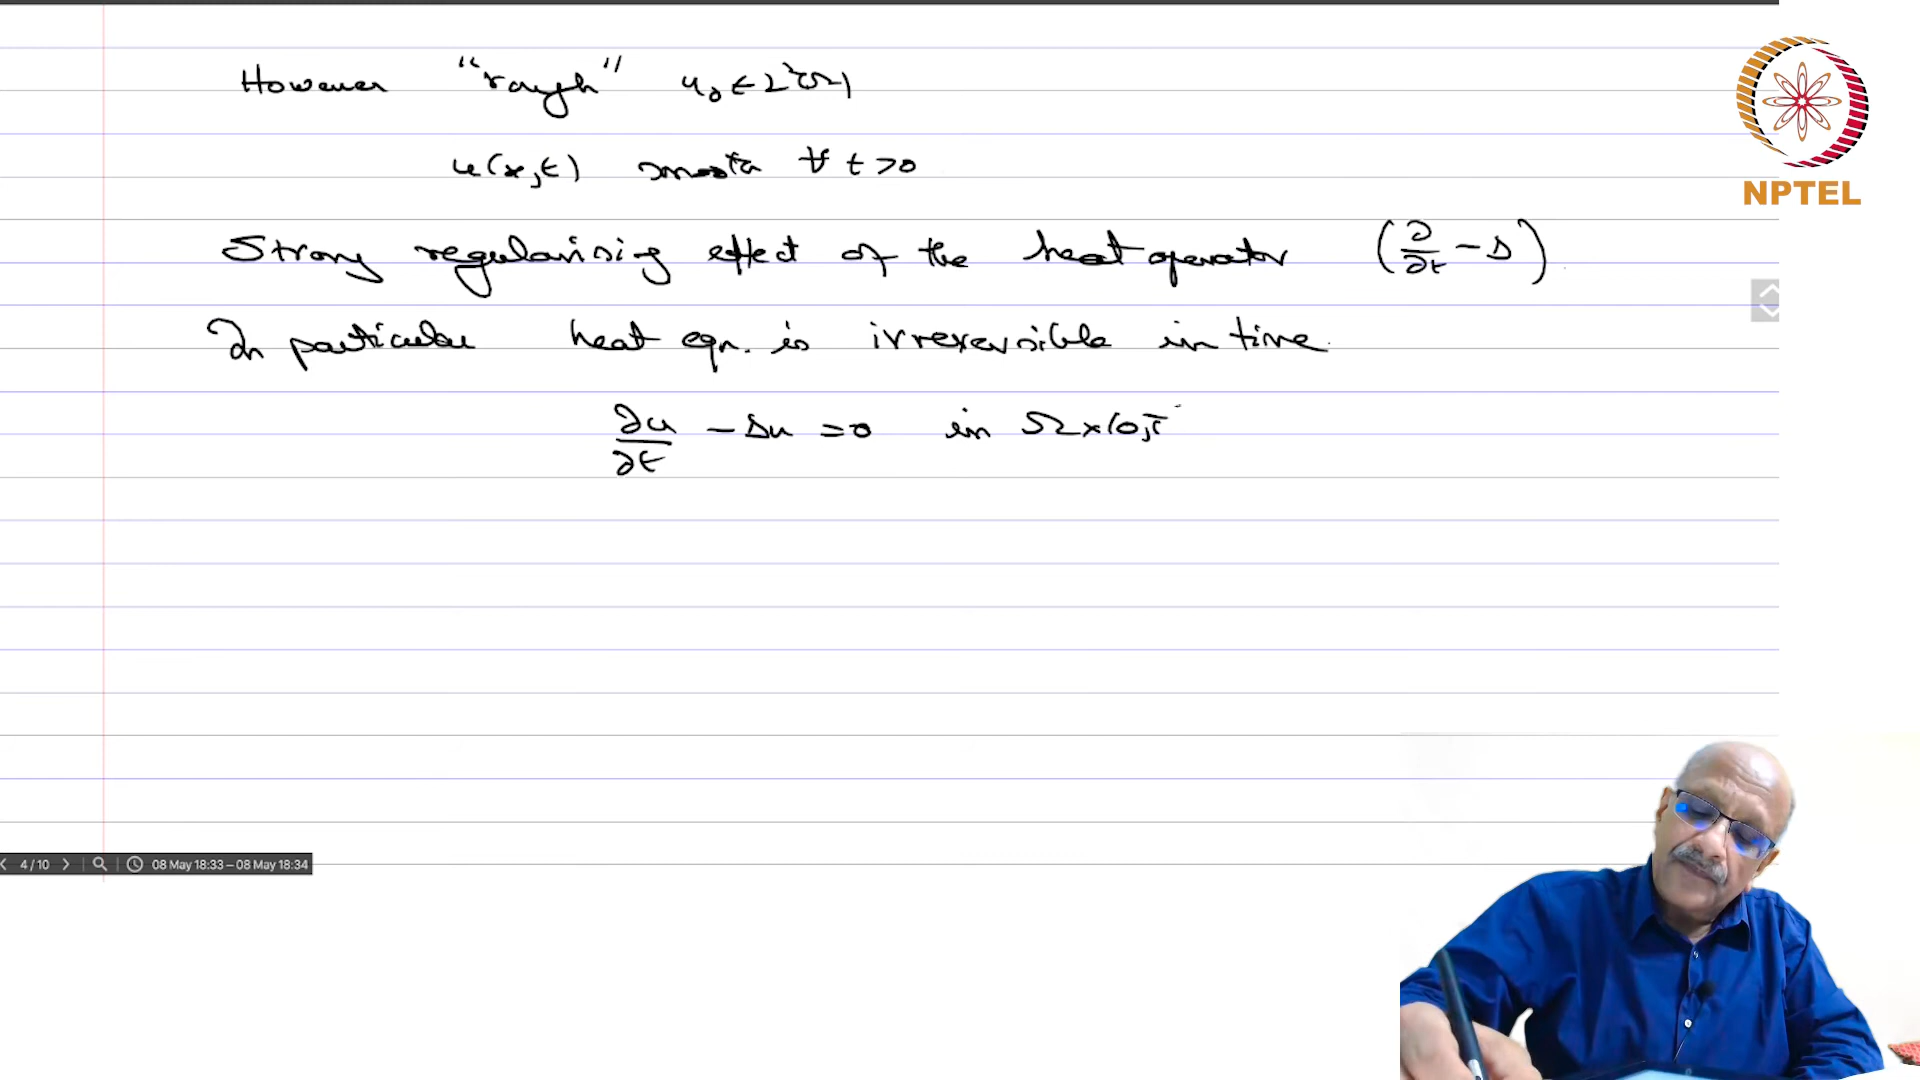 However "rough" u₀ ∈ L²(Ω)
NPTEL
u(x,t) smooth ∀ t>0
Strong regularising effect of the heat operator (∂/∂t − Δ).
In particular heat eqn. is irreversible in time.
∂u/∂t − Δu = 0 in Ω×(0,T
4/10 08 May 18:33 – 08 May 18:34